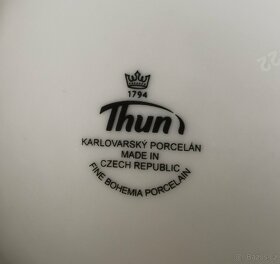 1794
Thun
KARLOVARSKÝ PORCELÁN
MADE IN
CZECH REPUBLIC
FINE BOHEMIA PORCELAIN